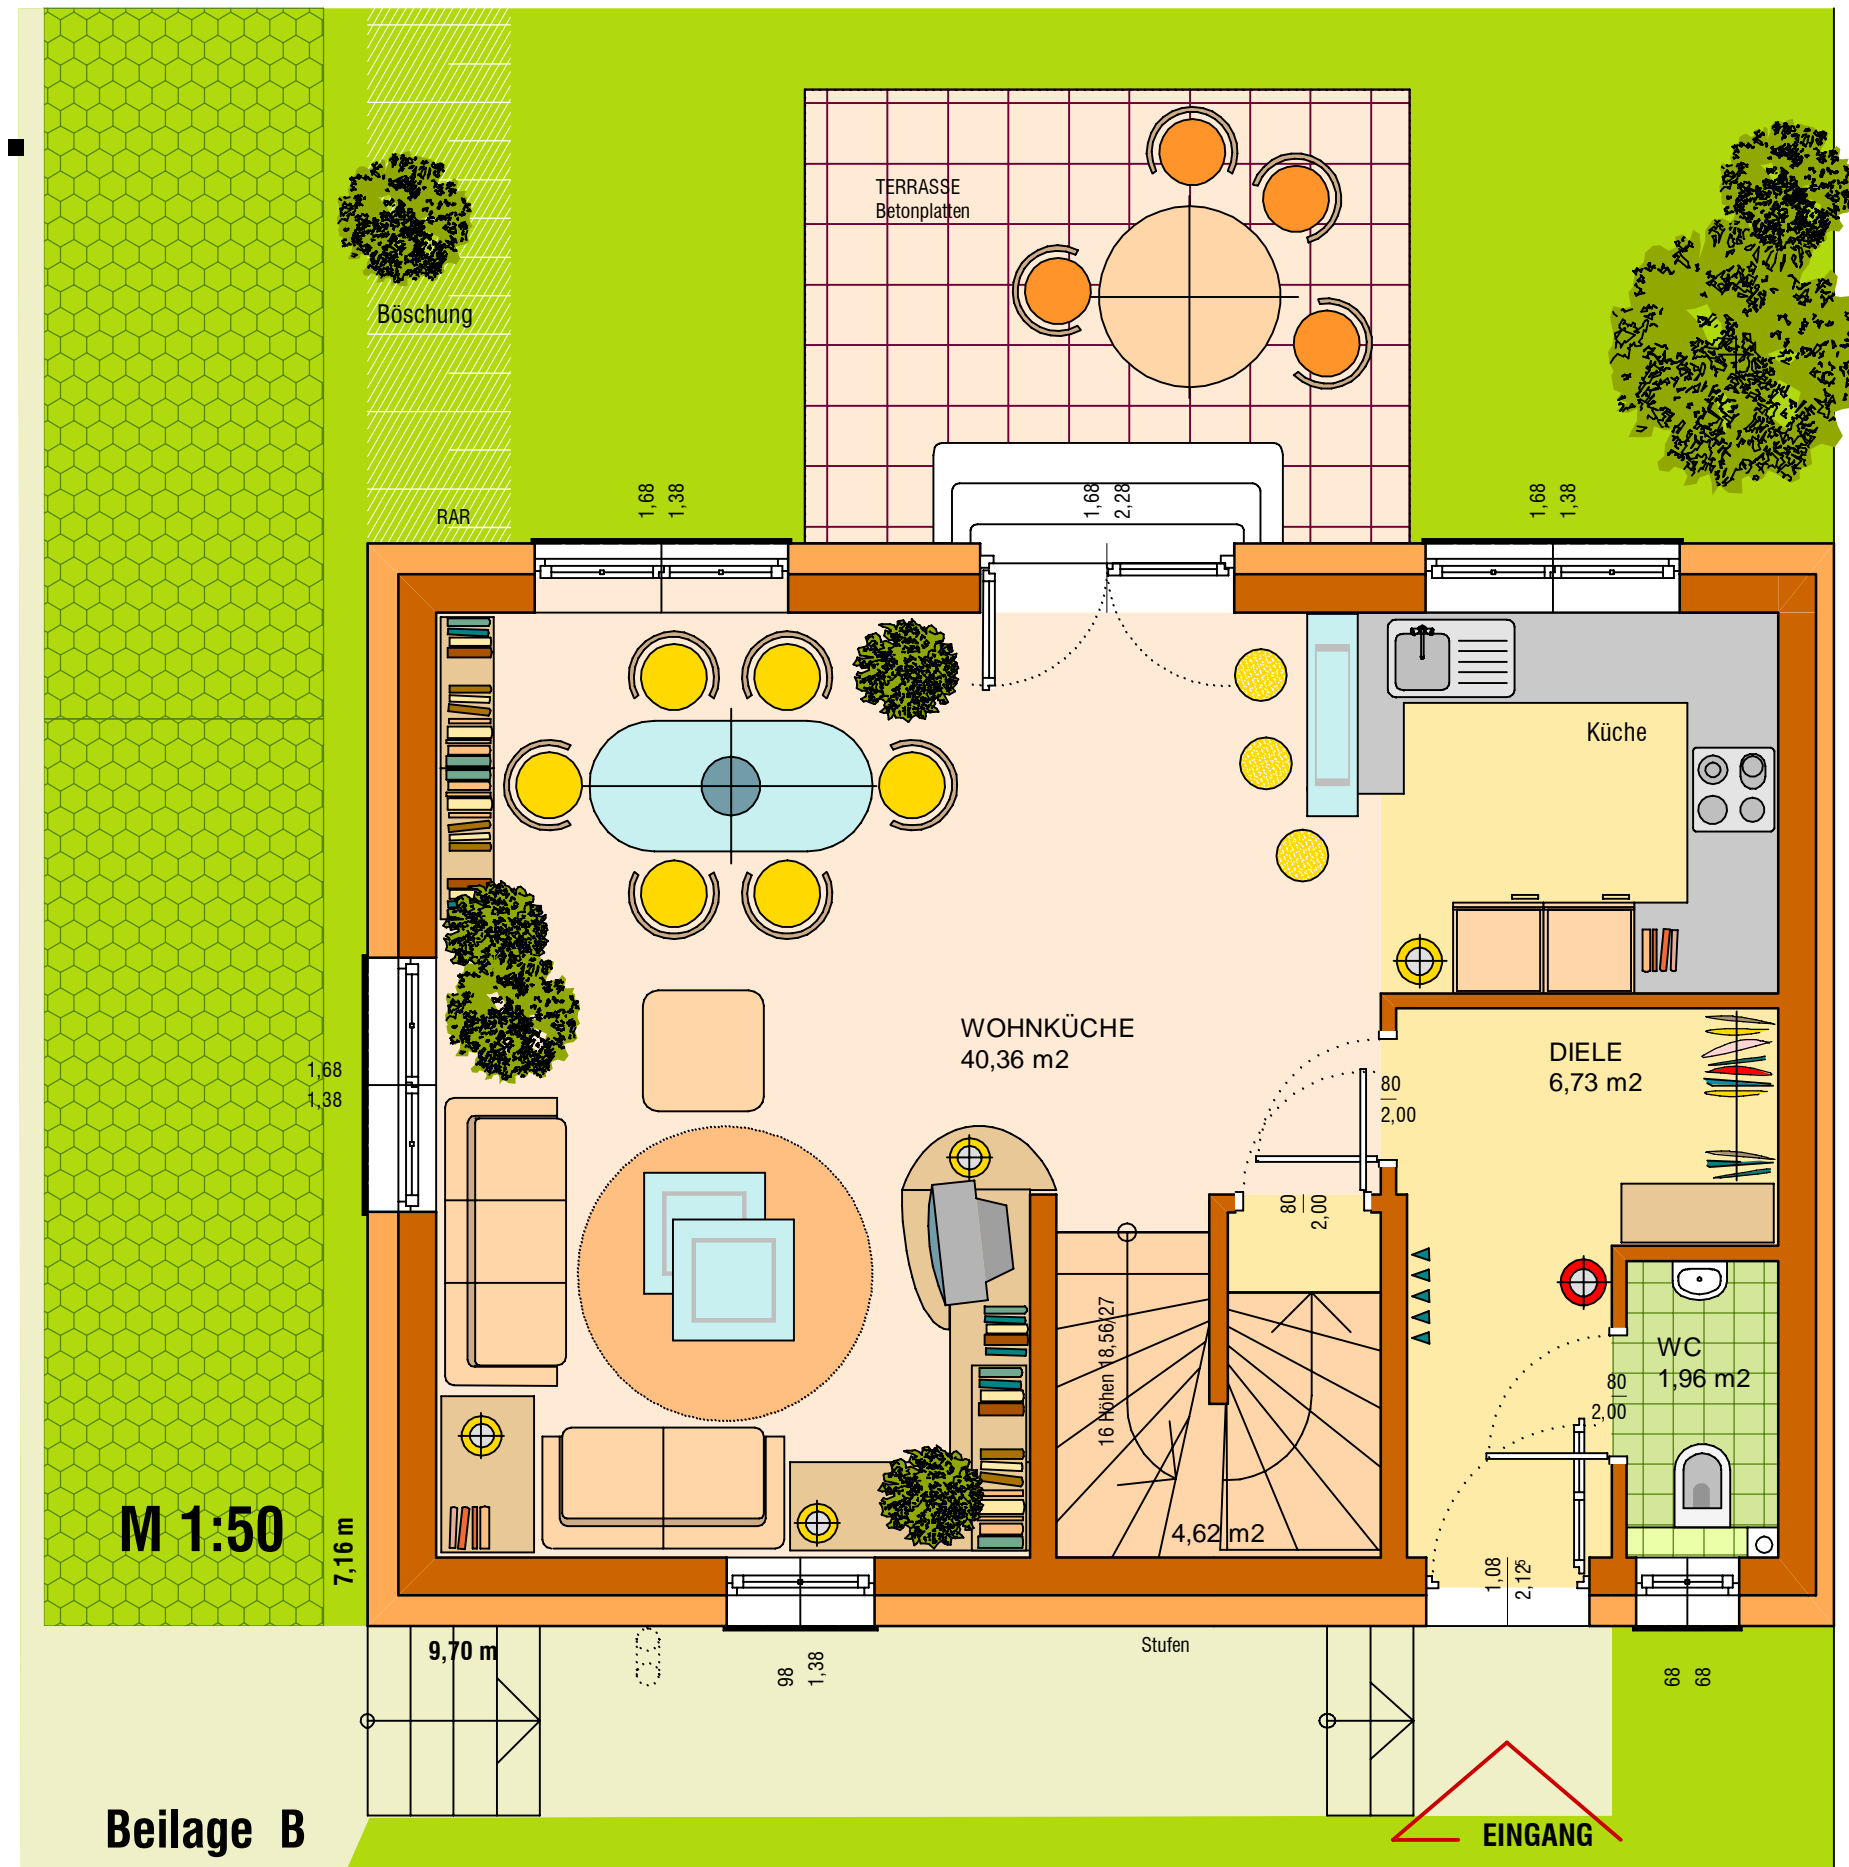 TERRASSE
Betonplatten
Böschung
RAR
1,68
1,38
1,68
2,28
1,68
1,38
Küche
WOHNKÜCHE
40,36 m2
DIELE
6,73 m2
1,68
1,38
80
2,00
80
2,00
16 Höhen 18,56/27
WC
1,96 m2
80
2,00
4,62 m2
M 1:50
7,16 m
1,08
2,12⁵
9,70 m
98
1,38
Stufen
68
68
Beilage B
EINGANG